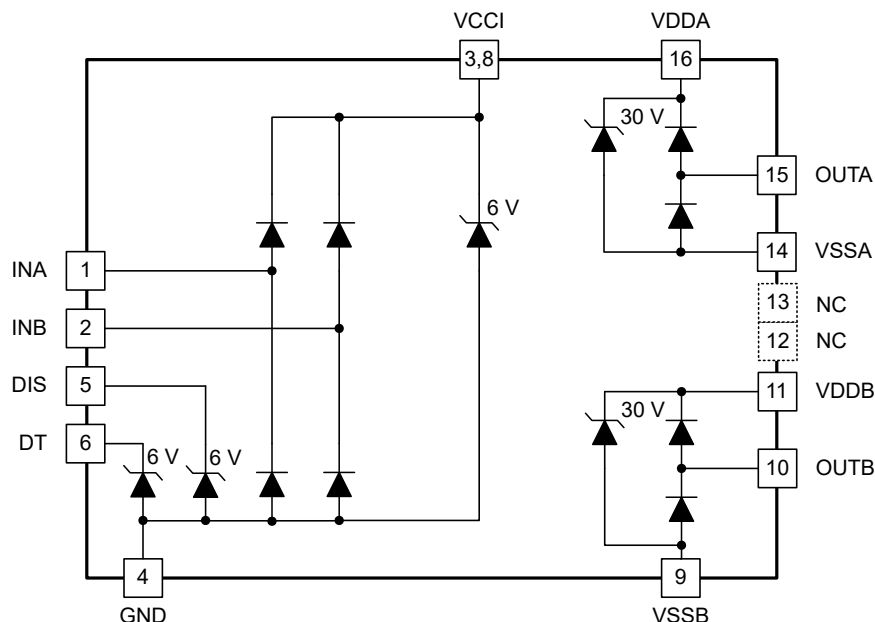 VCCI
VDDA
3,8
16
30 V
15
OUTA
6 V
14
VSSA
INA
1
13
NC
INB
2
12
NC
DIS
5
11
VDDB
30 V
DT
6
6 V
6 V
10
OUTB
4
9
GND
VSSB